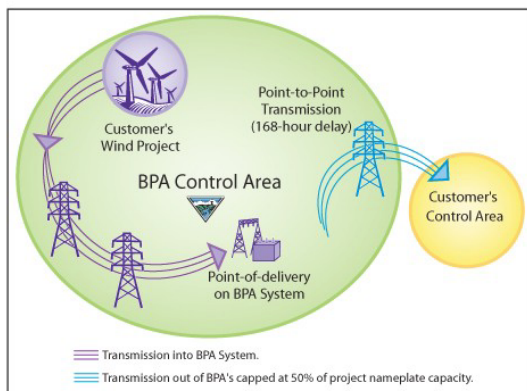 Customer's
Wind Project
Point-to-Point
Transmission
(168-hour delay)
BPA Control Area
Customer's
Control Area
Point-of-delivery
on BPA System
Transmission into BPA System.
Transmission out of BPA's capped at 50% of project nameplate capacity.